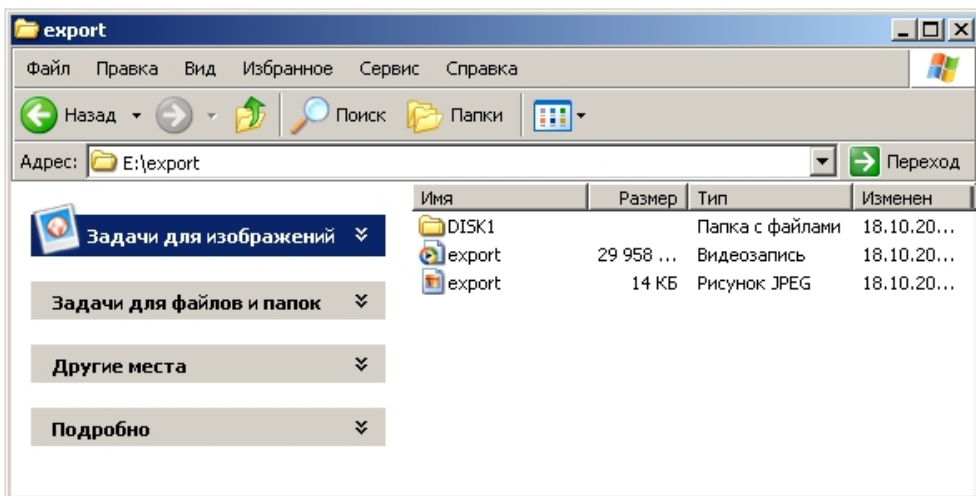 export
Файл Правка Вид Избранное Сервис Справка
Назад Поиск Папки
Адрес: E:\export Переход
Имя Размер Тип Изменен
Задачи для изображений
DISK1 Папка с файлами 18.10.20...
export 29 958 ... Видеозапись 18.10.20...
export 14 КБ Рисунок JPEG 18.10.20...
Задачи для файлов и папок
Другие места
Подробно